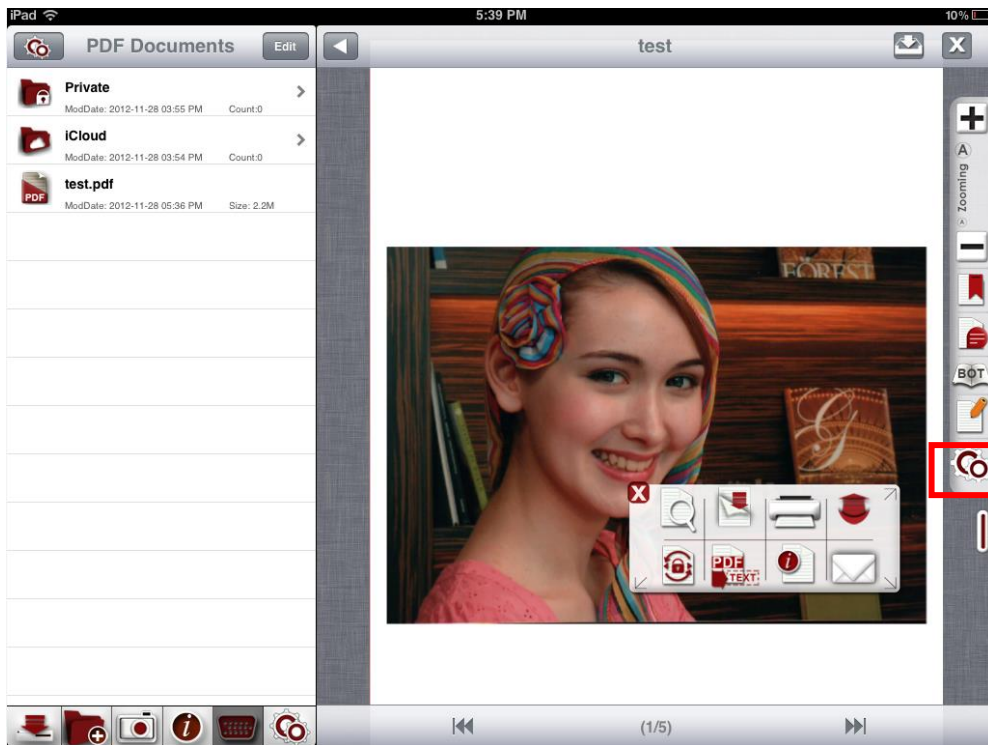 iPad 5:39 PM 10%
PDF Documents Edit test
Private
ModDate: 2012-11-28 03:55 PM Count:0
iCloud
ModDate: 2012-11-28 03:54 PM Count:0
test.pdf
ModDate: 2012-11-28 05:36 PM Size: 2.2M
PDF
FOREST
G
X
PDF
TEXT
i
A
Zooming
A
BOT
i
(1/5)